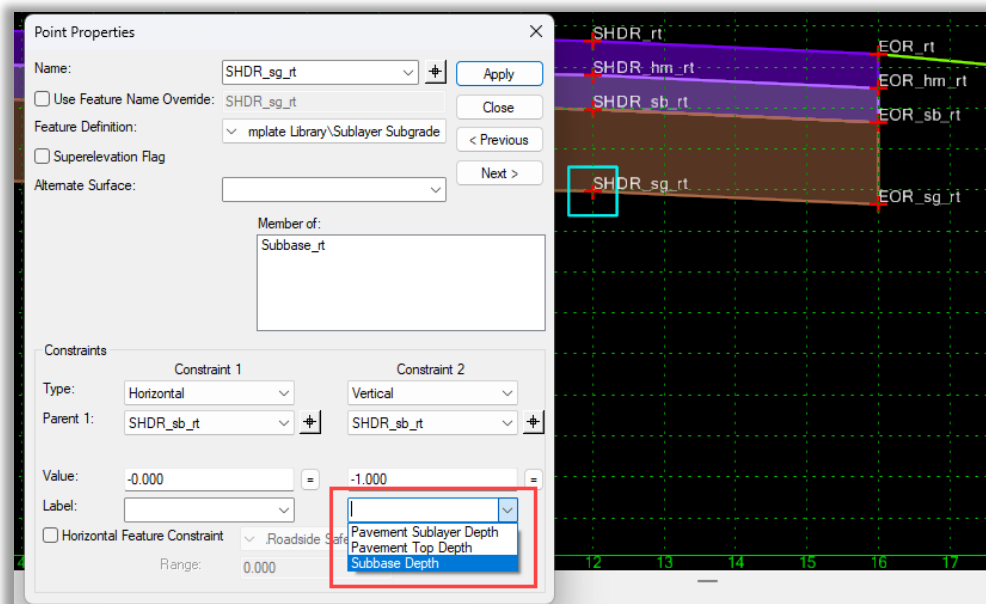 Point Properties
Name:
SHDR_sg_rt
Apply
Use Feature Name Override:
SHDR_sg_rt
Close
Feature Definition:
mplate Library\Sublayer Subgrade
< Previous
Superelevation Flag
Next >
Alternate Surface:
Member of:
Subbase_rt
Constraints
Constraint 1
Constraint 2
Type:
Horizontal
Vertical
Parent 1:
SHDR_sb_rt
SHDR_sb_rt
Value:
-0.000
=
-1.000
=
Label:
Horizontal Feature Constraint
.Roadside Safe
Pavement Sublayer Depth
Pavement Top Depth
Subbase Depth
Range:
0.000
SHDR_rt
EOR_rt
SHDR_hm_rt
EOR_hm_rt
SHDR_sb_rt
EOR_sb_rt
SHDR_sg_rt
EOR_sg_rt
4
12
13
14
15
16
17